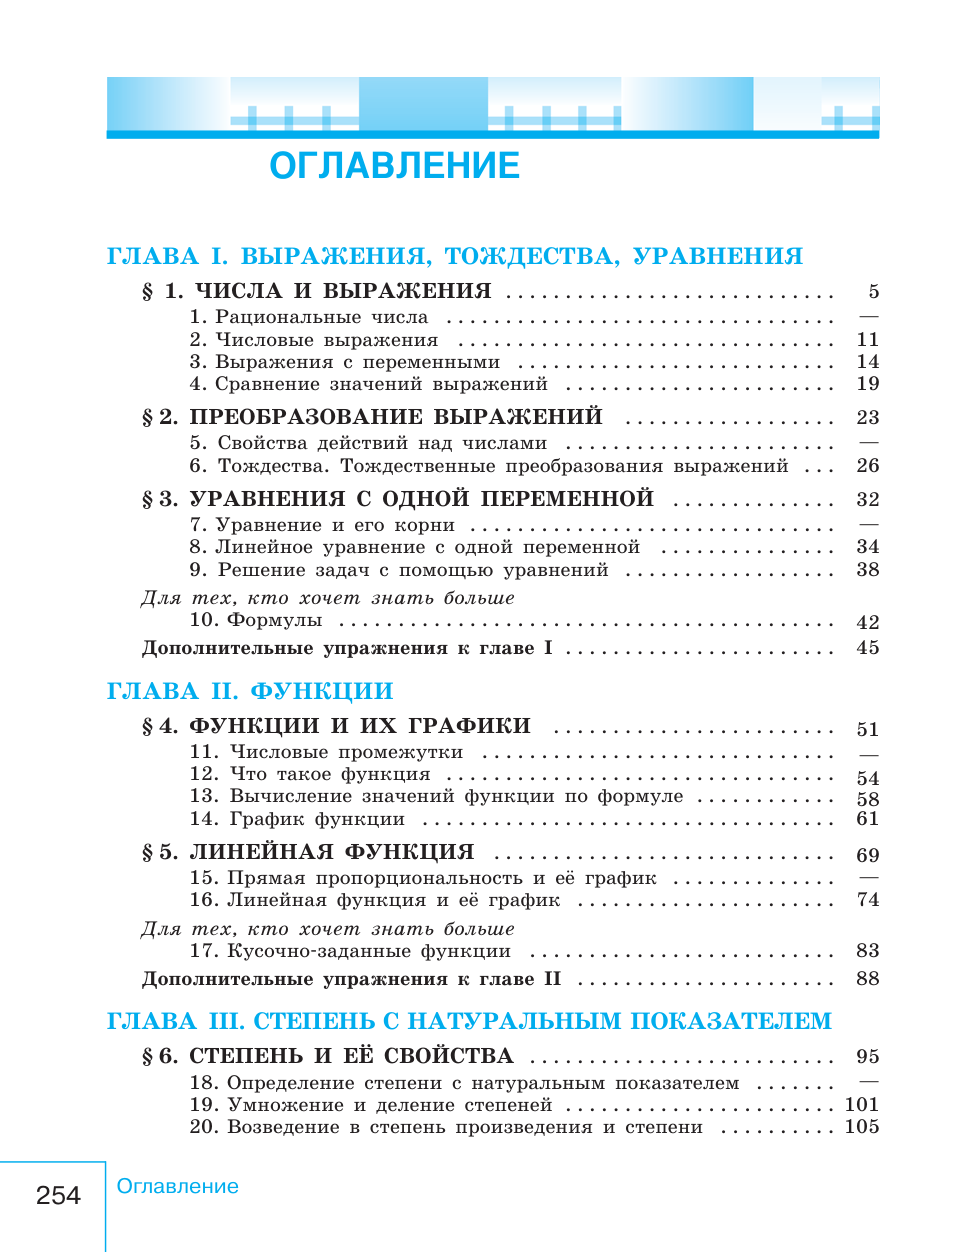 ОГЛАВЛЕНИЕ
ГЛАВА I. ВЫРАЖЕНИЯ, ТОЖДЕСТВА, УРАВНЕНИЯ
§ 1. ЧИСЛА И ВЫРАЖЕНИЯ . . . . . . . . . . . . . . . . . . . . . . . . . . . . 5
1. Рациональные числа . . . . . . . . . . . . . . . . . . . . . . . . . . . . . . . . . —
2. Числовые выражения . . . . . . . . . . . . . . . . . . . . . . . . . . . . . . . . 11
3. Выражения с переменными . . . . . . . . . . . . . . . . . . . . . . . . . . . 14
4. Сравнение значений выражений . . . . . . . . . . . . . . . . . . . . . . . 19
§ 2. ПРЕОБРАЗОВАНИЕ ВЫРАЖЕНИЙ . . . . . . . . . . . . . . . . . . 23
5. Свойства действий над числами . . . . . . . . . . . . . . . . . . . . . . . —
6. Тождества. Тождественные преобразования выражений . . . 26
§ 3. УРАВНЕНИЯ С ОДНОЙ ПЕРЕМЕННОЙ . . . . . . . . . . . . . . 32
7. Уравнение и его корни . . . . . . . . . . . . . . . . . . . . . . . . . . . . . . . —
8. Линейное уравнение с одной переменной . . . . . . . . . . . . . . . 34
9. Решение задач с помощью уравнений . . . . . . . . . . . . . . . . . . 38
Для тех, кто хочет знать больше
10. Формулы . . . . . . . . . . . . . . . . . . . . . . . . . . . . . . . . . . . . . . . . . . 42
Дополнительные упражнения к главе I . . . . . . . . . . . . . . . . . . . . . . . 45
ГЛАВА II. ФУНКЦИИ
§ 4. ФУНКЦИИ И ИХ ГРАФИКИ . . . . . . . . . . . . . . . . . . . . . . . . 51
11. Числовые промежутки . . . . . . . . . . . . . . . . . . . . . . . . . . . . . . —
12. Что такое функция . . . . . . . . . . . . . . . . . . . . . . . . . . . . . . . . . 54
13. Вычисление значений функции по формуле . . . . . . . . . . . . 58
14. График функции . . . . . . . . . . . . . . . . . . . . . . . . . . . . . . . . . . . 61
§ 5. ЛИНЕЙНАЯ ФУНКЦИЯ . . . . . . . . . . . . . . . . . . . . . . . . . . . . . 69
15. Прямая пропорциональность и её график . . . . . . . . . . . . . . —
16. Линейная функция и её график . . . . . . . . . . . . . . . . . . . . . . 74
Для тех, кто хочет знать больше
17. Кусочно-заданные функции . . . . . . . . . . . . . . . . . . . . . . . . . . 83
Дополнительные упражнения к главе II . . . . . . . . . . . . . . . . . . . . . . 88
ГЛАВА III. СТЕПЕНЬ С НАТУРАЛЬНЫМ ПОКАЗАТЕЛЕМ
§ 6. СТЕПЕНЬ И ЕЁ СВОЙСТВА . . . . . . . . . . . . . . . . . . . . . . . . . . 95
18. Определение степени с натуральным показателем . . . . . . . —
19. Умножение и деление степеней . . . . . . . . . . . . . . . . . . . . . . . 101
20. Возведение в степень произведения и степени . . . . . . . . . . 105
254 Оглавление